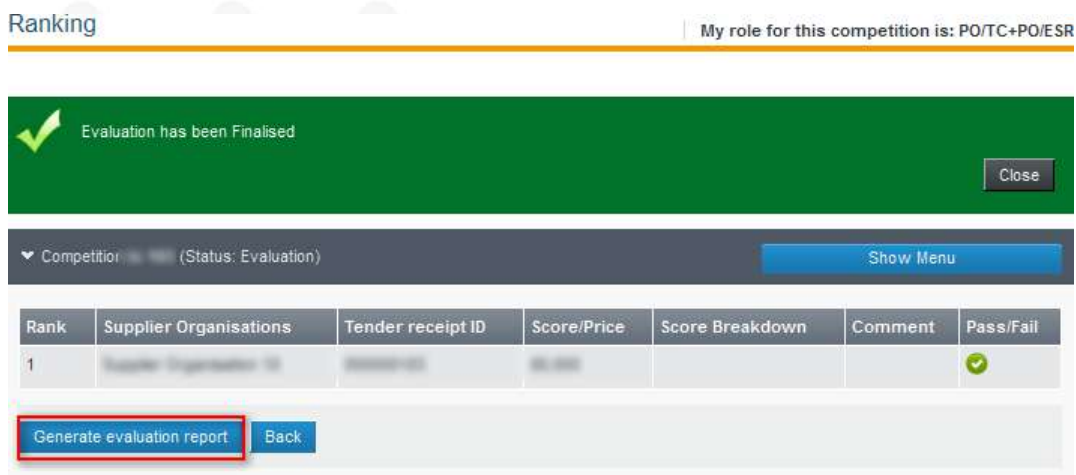 Ranking
My role for this competition is: PO/TC+PO/ESR
Evaluation has been Finalised
Close
Competition (Status: Evaluation)
Show Menu
Rank Supplier Organisations Tender receipt ID Score/Price Score Breakdown Comment Pass/Fail
1
Generate evaluation report Back